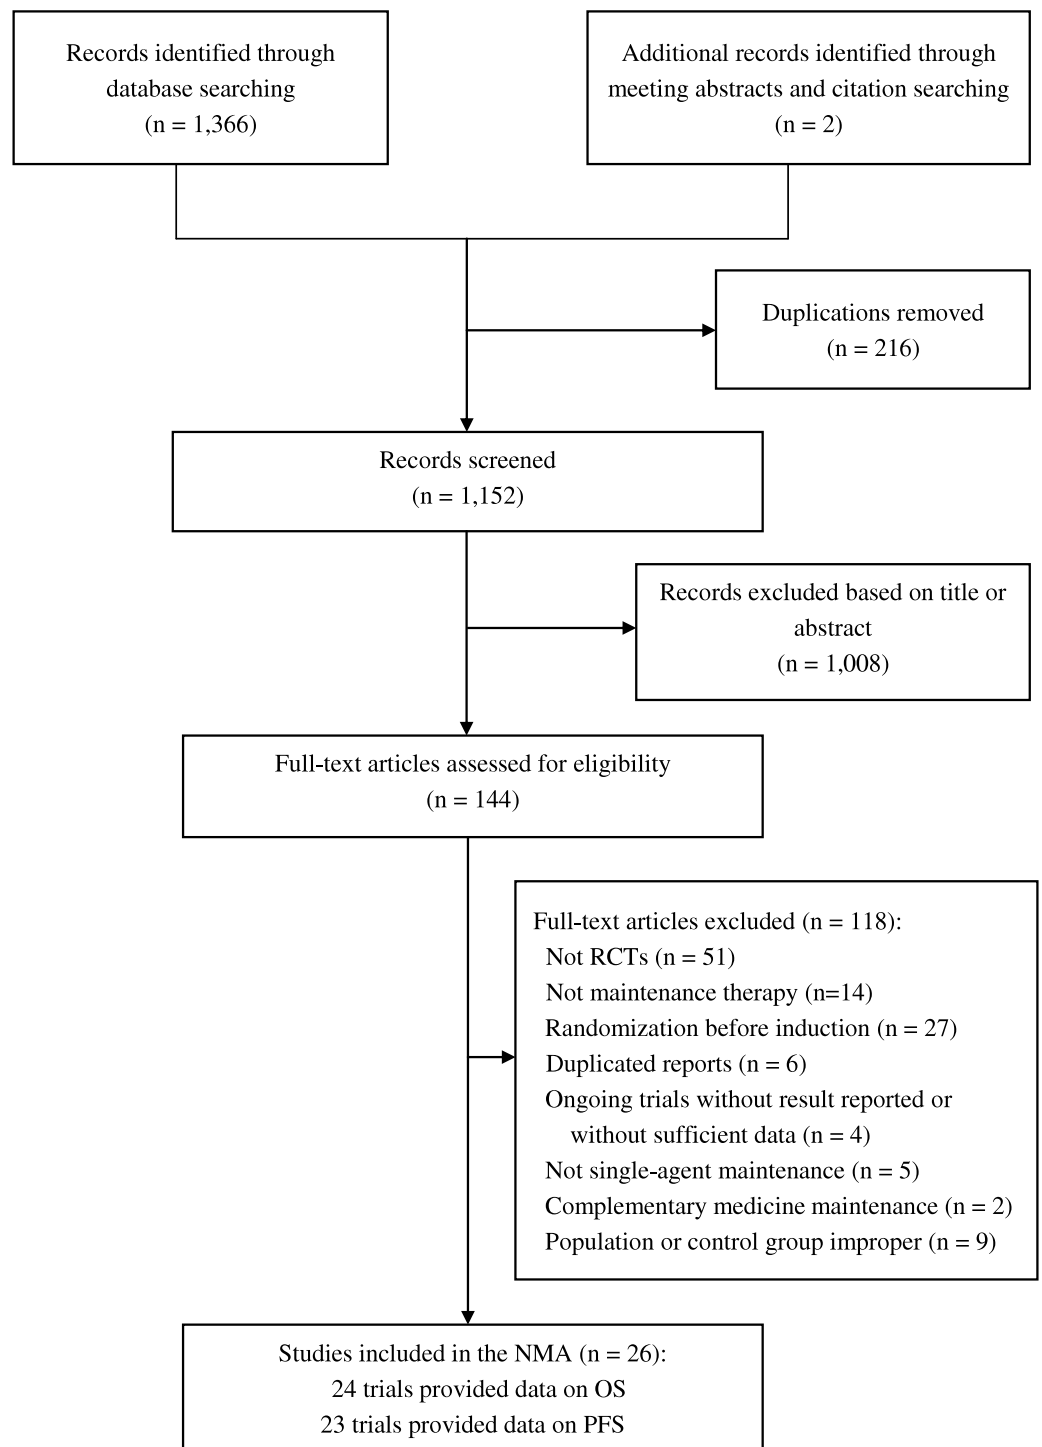 Records identified through
database searching
(n = 1,366)
Additional records identified through
meeting abstracts and citation searching
(n = 2)
Duplications removed
(n = 216)
Records screened
(n = 1,152)
Records excluded based on title or
abstract
(n = 1,008)
Full-text articles assessed for eligibility
(n = 144)
Full-text articles excluded (n = 118):
Not RCTs (n = 51)
Not maintenance therapy (n=14)
Randomization before induction (n = 27)
Duplicated reports (n = 6)
Ongoing trials without result reported or
without sufficient data (n = 4)
Not single-agent maintenance (n = 5)
Complementary medicine maintenance (n = 2)
Population or control group improper (n = 9)
Studies included in the NMA (n = 26):
24 trials provided data on OS
23 trials provided data on PFS